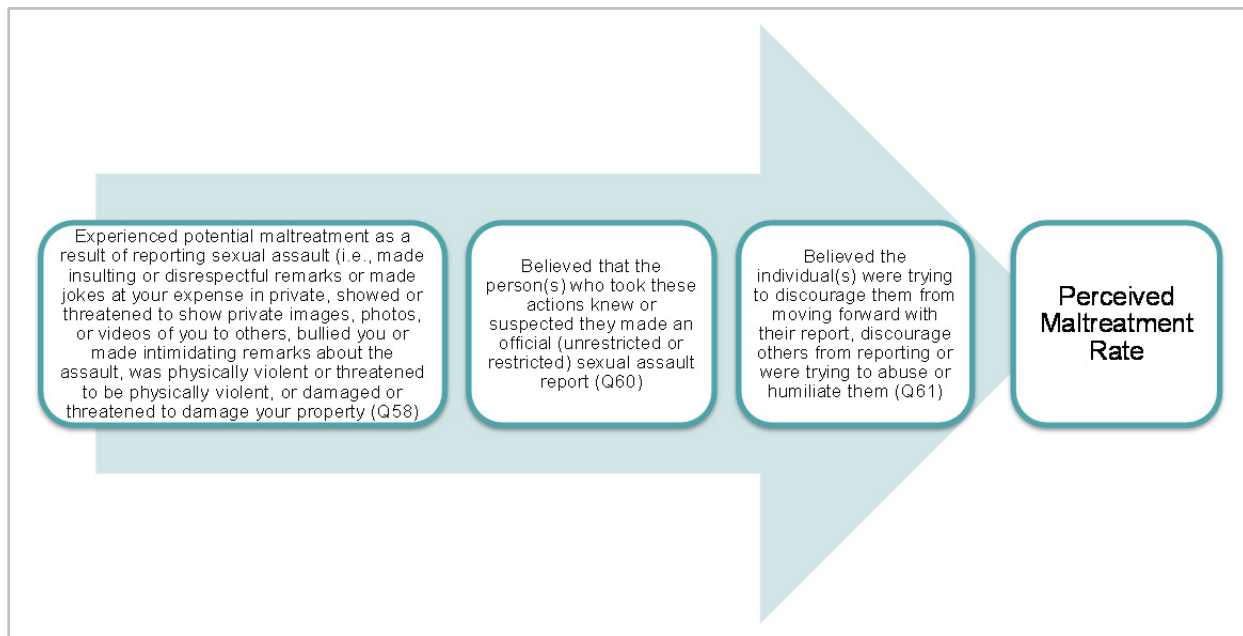 Experienced potential maltreatment as a
result of reporting sexual assault (i.e., made
insulting or disrespectful remarks or made
jokes at your expense in private, showed or
threatened to show private images, photos,
or videos of you to others, bullied you or
made intimidating remarks about the
assault, was physically violent or threatened
to be physically violent, or damaged or
threatened to damage your property (Q58)
Believed that the
person(s) who took these
actions knew or
suspected they made an
official (unrestricted or
restricted) sexual assault
report (Q60)
Believed the
individual(s) were trying
to discourage them from
moving forward with
their report, discourage
others from reporting or
were trying to abuse or
humiliate them (Q61)
Perceived
Maltreatment
Rate